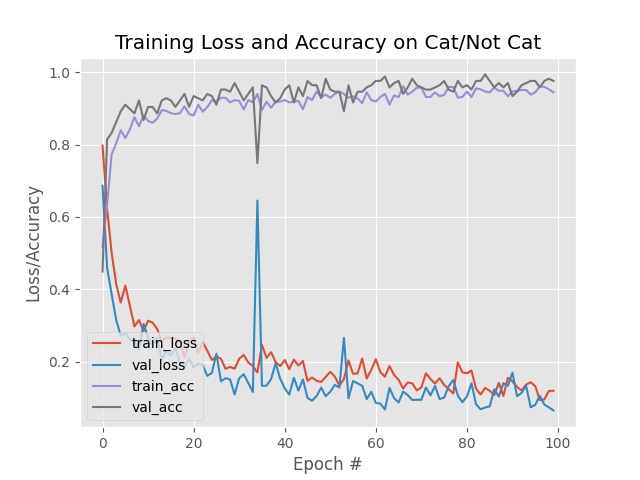 Training Loss and Accuracy on Cat/Not Cat
1.0
0.8
0.6
0.4
0.2
Loss/Accuracy
train_loss
val_loss
train_acc
val_acc
0 20 40 60 80 100
Epoch #